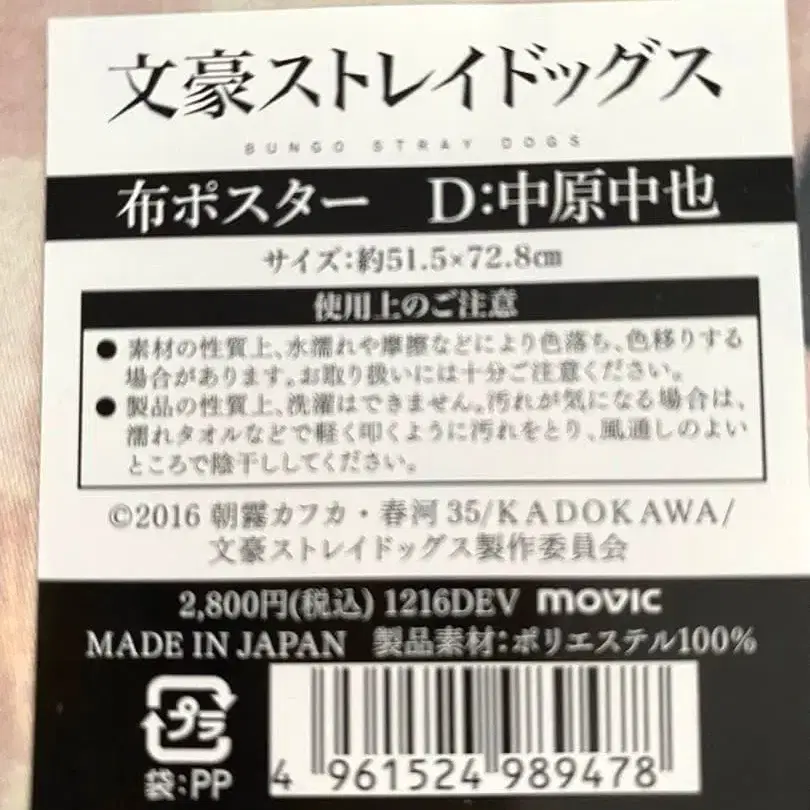 文豪ストレイドッグス
BUNGO STRAY DOGS
布ポスター D:中原中也
サイズ:約51.5×72.8㎝
使用上のご注意
● 素材の性質上、水濡れや摩擦などにより色落ち、色移りする
場合があります。お取り扱いには十分ご注意ください。
● 製品の性質上、洗濯はできません。汚れが気になる場合は、
濡れタオルなどで軽く叩くように汚れをとり、風通しのよい
ところで陰干ししてください。
©2016 朝霧カフカ・春河35/KADOKAWA/
文豪ストレイドッグス製作委員会
2,800円(税込) 1216DEV movic
MADE IN JAPAN 製品素材:ポリエステル100%
プラ
袋:PP
4 961524 989478